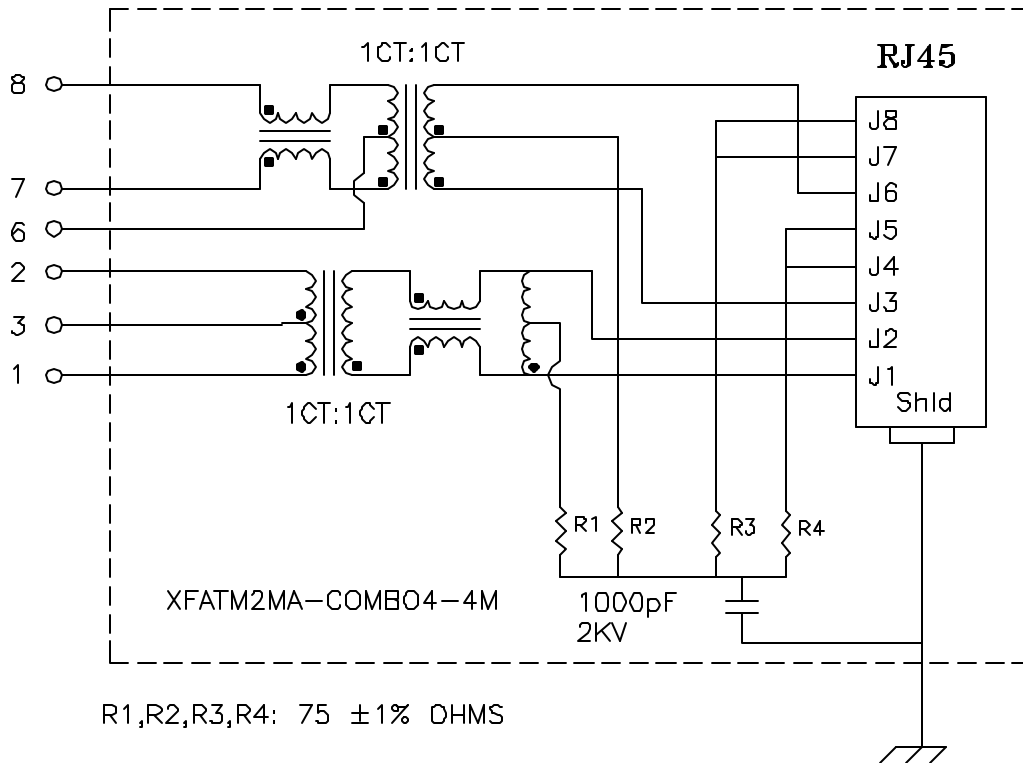 1CT:1CT
RJ45
8
7
6
2
3
1
J8
J7
J6
J5
J4
J3
J2
J1
Shld
1CT:1CT
R1
R2
R3
R4
XFATM2MA-COMBO4-4M
1000pF
2KV
R1,R2,R3,R4: 75 ±1% OHMS